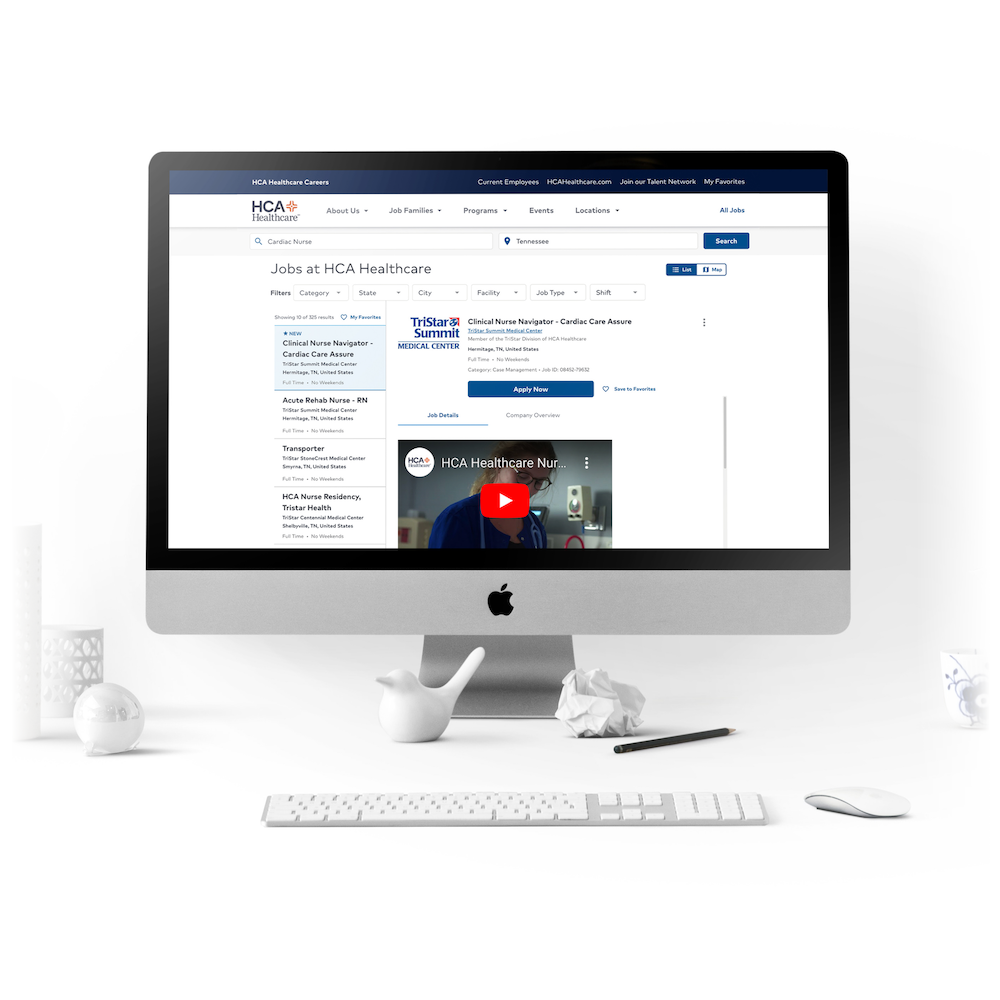 HCA Healthcare Careers
Current Employees HCAHealthcare.com Join our Talent Network My Favorites
HCA
Healthcare™
About Us Job Families Programs Events Locations All Jobs
Cardiac Nurse Tennessee Search
Jobs at HCA Healthcare
List Map
Filters Category State City Facility Job Type Shift
Showing 10 of 325 results My Favorites
NEW
Clinical Nurse Navigator -
Cardiac Care Assure
TriStar Summit Medical Center
Hermitage, TN, United States
Full Time • No Weekends
Acute Rehab Nurse - RN
TriStar Summit Medical Center
Hermitage, TN, United States
Full Time • No Weekends
Transporter
TriStar StoneCrest Medical Center
Smyrna, TN, United States
Full Time • No Weekends
HCA Nurse Residency,
Tristar Health
TriStar Centennial Medical Center
Shelbyville, TN, United States
Full Time • No Weekends
TriStar
Summit
MEDICAL CENTER
Clinical Nurse Navigator - Cardiac Care Assure
TriStar Summit Medical Center
Member of the TriStar Division of HCA Healthcare
Hermitage, TN, United States
Full Time • No Weekends
Category: Case Management • Job ID: 08452-79632
Apply Now Save to Favorites
Job Details Company Overview
HCA
Healthcare
HCA Healthcare Nur...